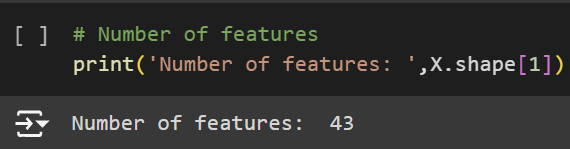 [ ] # Number of features
print('Number of features: ',X.shape[1])
Number of features:  43